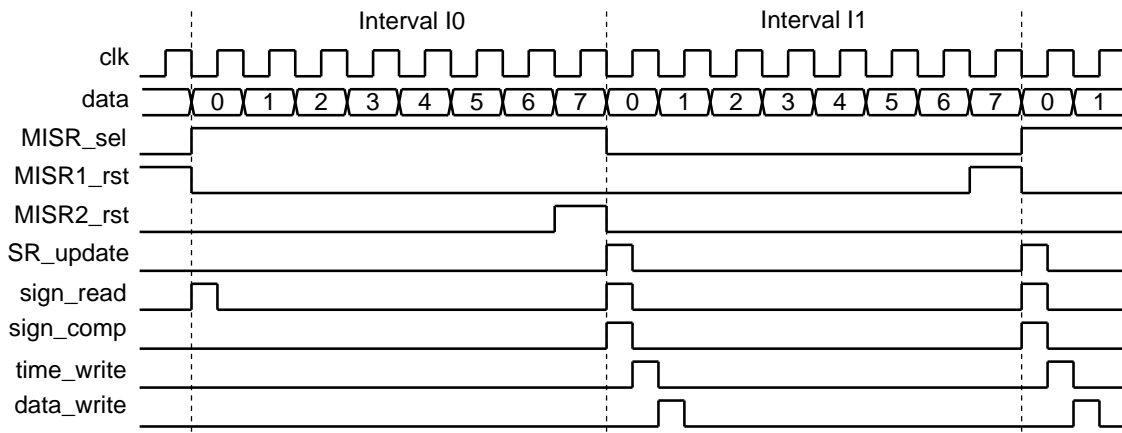 Interval I0 Interval I1
clk
data 0 1 2 3 4 5 6 7 0 1 2 3 4 5 6 7 0 1
MISR_sel
MISR1_rst
MISR2_rst
SR_update
sign_read
sign_comp
time_write
data_write